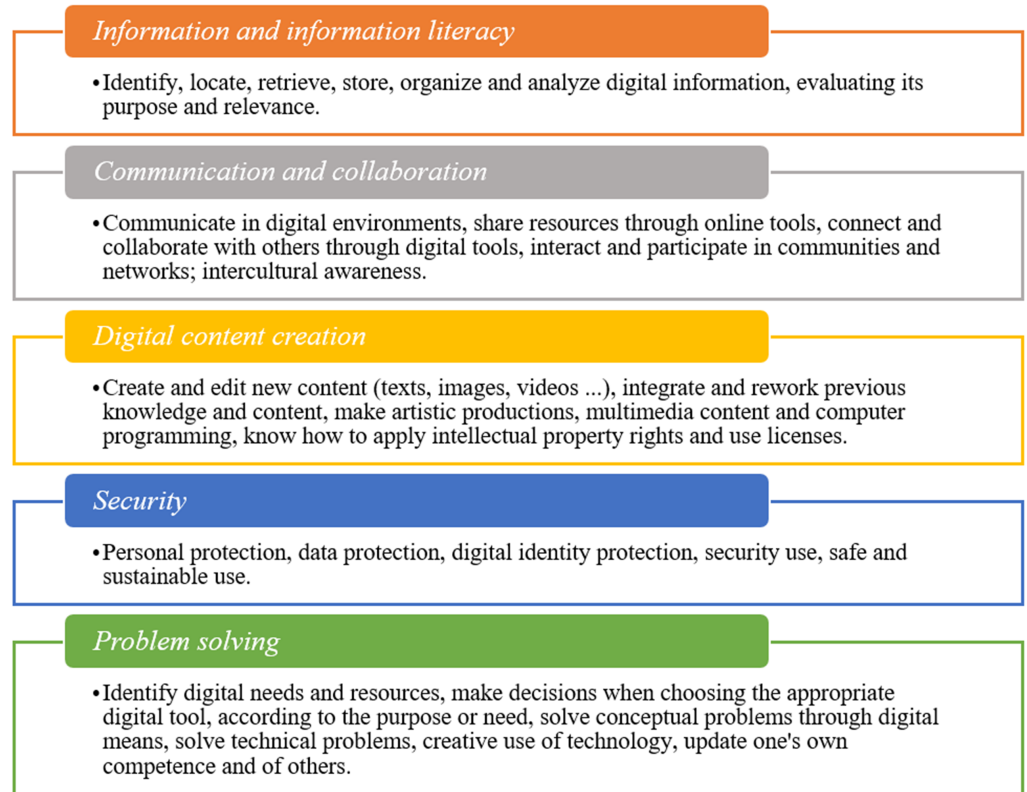 Information and information literacy
•Identify, locate, retrieve, store, organize and analyze digital information, evaluating its
purpose and relevance.
Communication and collaboration
•Communicate in digital environments, share resources through online tools, connect and
collaborate with others through digital tools, interact and participate in communities and
networks; intercultural awareness.
Digital content creation
•Create and edit new content (texts, images, videos ...), integrate and rework previous
knowledge and content, make artistic productions, multimedia content and computer
programming, know how to apply intellectual property rights and use licenses.
Security
•Personal protection, data protection, digital identity protection, security use, safe and
sustainable use.
Problem solving
•Identify digital needs and resources, make decisions when choosing the appropriate
digital tool, according to the purpose or need, solve conceptual problems through digital
means, solve technical problems, creative use of technology, update one's own
competence and of others.